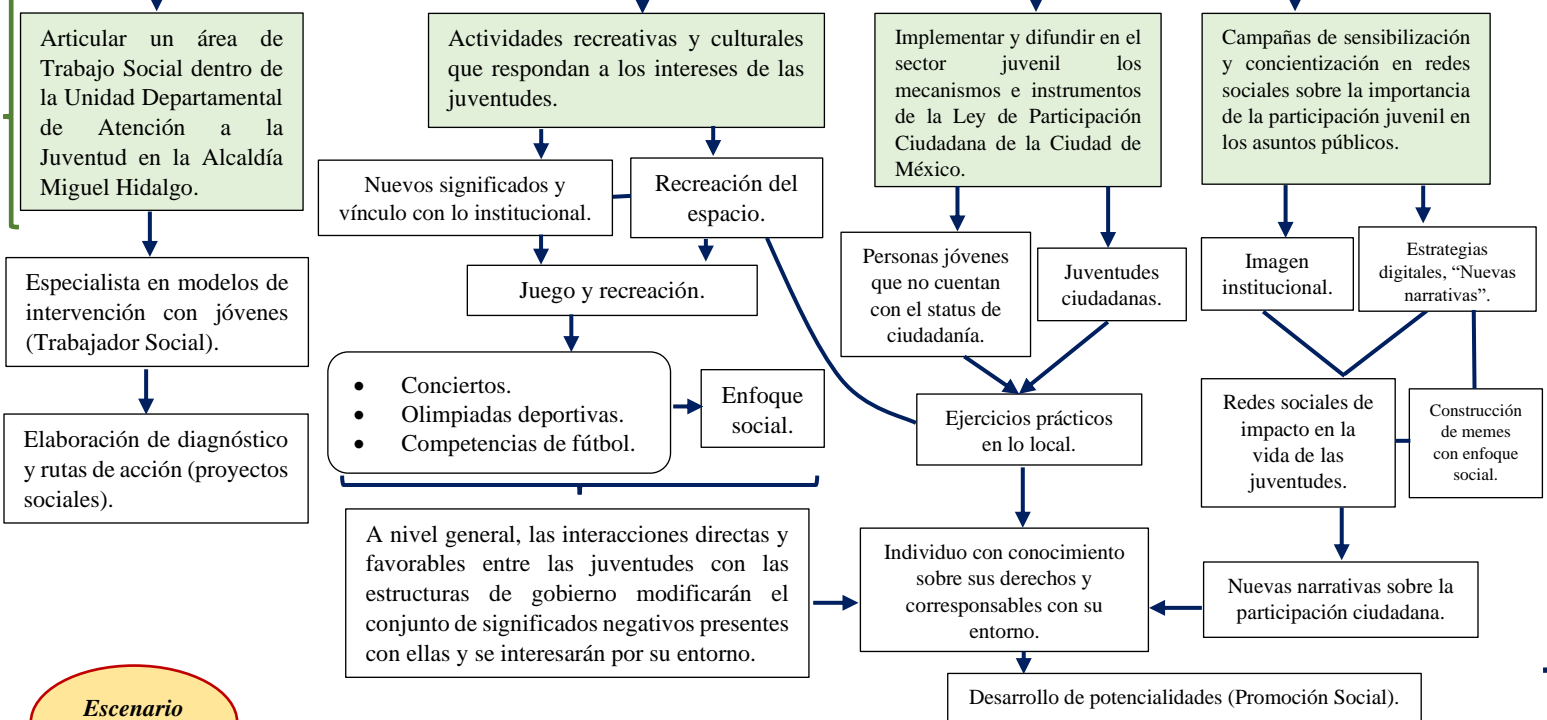 Articular un área de
Trabajo Social dentro de
la Unidad Departamental
de Atención a la
Juventud en la Alcaldía
Miguel Hidalgo.
Actividades recreativas y culturales
que respondan a los intereses de las
juventudes.
Implementar y difundir en el
sector juvenil los
mecanismos e instrumentos
de la Ley de Participación
Ciudadana de la Ciudad de
México.
Campañas de sensibilización
y concientización en redes
sociales sobre la importancia
de la participación juvenil en
los asuntos públicos.
Nuevos significados y
vínculo con lo institucional.
Recreación del
espacio.
Personas jóvenes
que no cuentan
con el status de
ciudadanía.
Juventudes
ciudadanas.
Imagen
institucional.
Estrategias
digitales, “Nuevas
narrativas”.
Especialista en modelos de
intervención con jóvenes
(Trabajador Social).
Juego y recreación.
• Conciertos.
• Olimpiadas deportivas.
• Competencias de fútbol.
Enfoque
social.
Ejercicios prácticos
en lo local.
Redes sociales de
impacto en la
vida de las
juventudes.
Construcción
de memes
con enfoque
social.
Elaboración de diagnóstico
y rutas de acción (proyectos
sociales).
A nivel general, las interacciones directas y
favorables entre las juventudes con las
estructuras de gobierno modificarán el
conjunto de significados negativos presentes
con ellas y se interesarán por su entorno.
Individuo con conocimiento
sobre sus derechos y
corresponsables con su
entorno.
Nuevas narrativas sobre la
participación ciudadana.
Desarrollo de potencialidades (Promoción Social).
Escenario